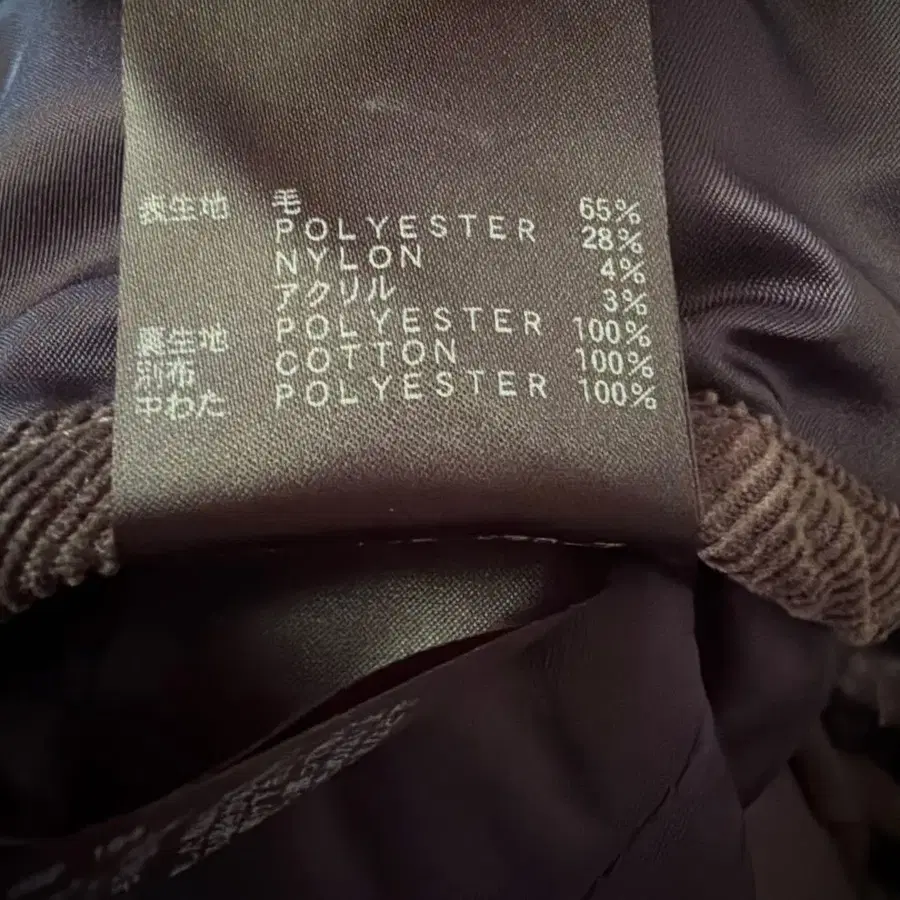 表生地 毛 65%
POLYESTER 28%
NYLON 4%
アクリル 3%
裏生地 POLYESTER 100%
別布 COTTON 100%
中わた POLYESTER 100%